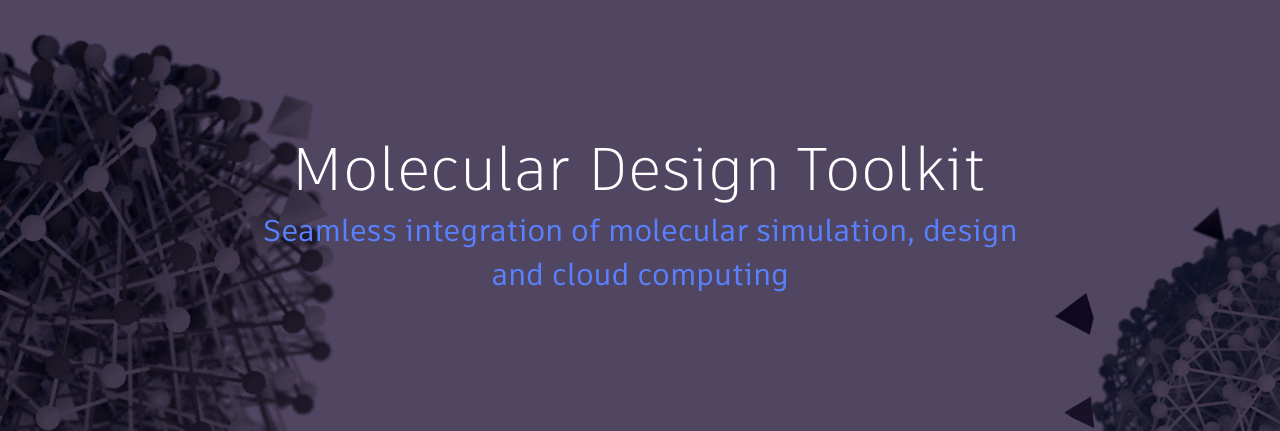 Molecular Design Toolkit
Seamless integration of molecular simulation, design
and cloud computing